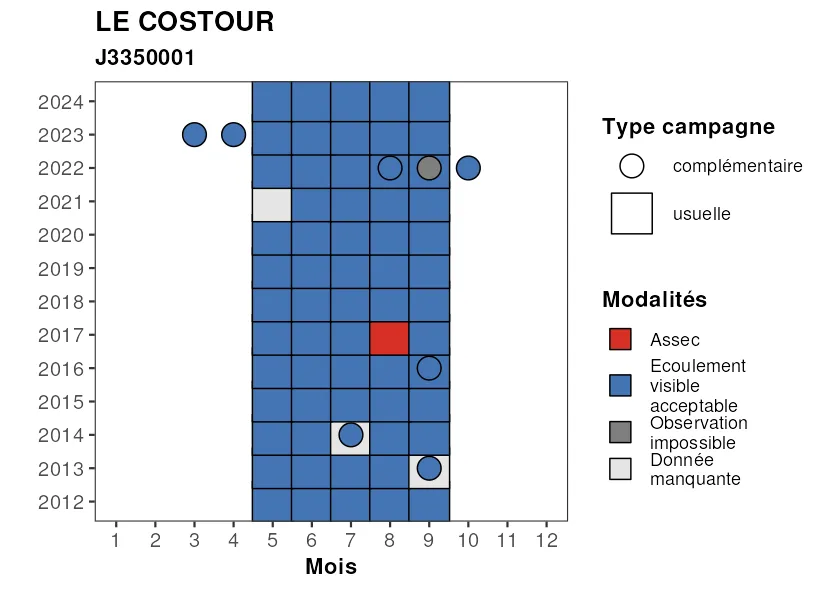 LE COSTOUR
J3350001
2024
2023
2022
2021
2020
2019
2018
2017
2016
2015
2014
2013
2012
1 2 3 4 5 6 7 8 9 10 11 12
Mois
Type campagne
complémentaire
usuelle
Modalités
Assec
Ecoulement
visible
acceptable
Observation
impossible
Donnée
manquante